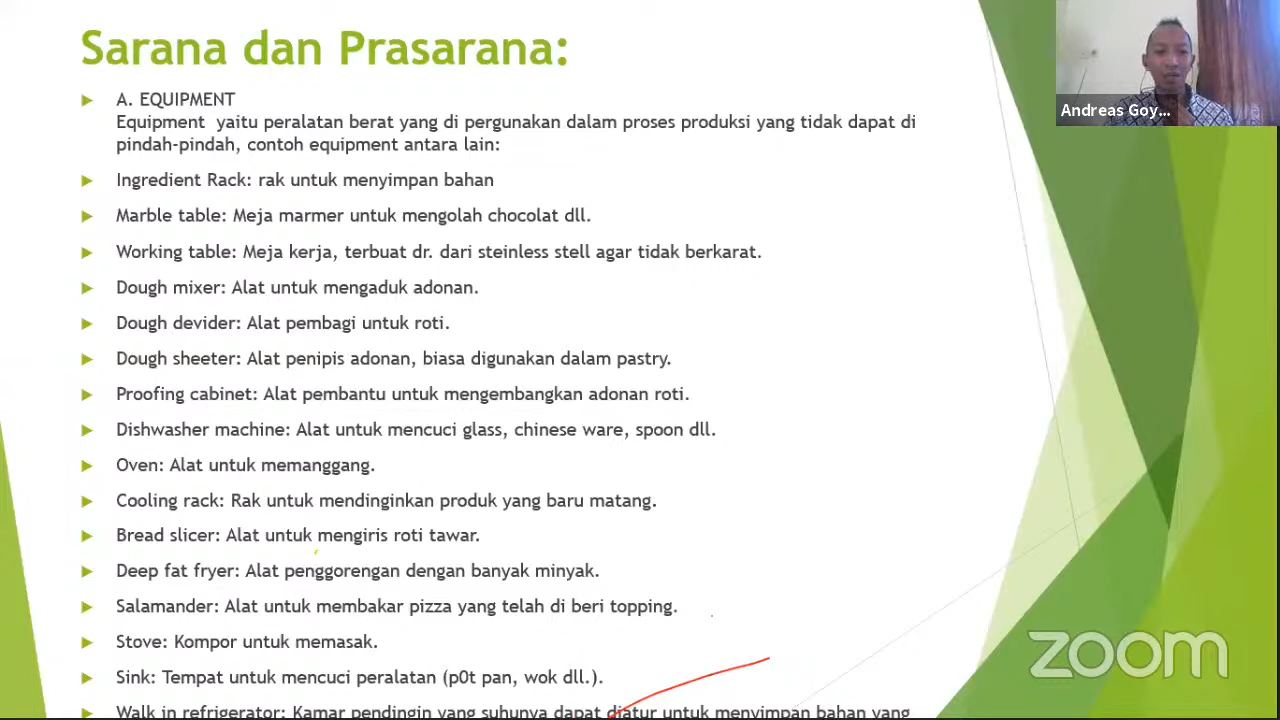 Sarana dan Prasarana:
A. EQUIPMENT
Equipment yaitu peralatan berat yang di pergunakan dalam proses produksi yang tidak dapat di
pindah-pindah, contoh equipment antara lain:
Ingredient Rack: rak untuk menyimpan bahan
Marble table: Meja marmer untuk mengolah chocolat dll.
Working table: Meja kerja, terbuat dr. dari steinless stell agar tidak berkarat.
Dough mixer: Alat untuk mengaduk adonan.
Dough devider: Alat pembagi untuk roti.
Dough sheeter: Alat penipis adonan, biasa digunakan dalam pastry.
Proofing cabinet: Alat pembantu untuk mengembangkan adonan roti.
Dishwasher machine: Alat untuk mencuci glass, chinese ware, spoon dll.
Oven: Alat untuk memanggang.
Cooling rack: Rak untuk mendinginkan produk yang baru matang.
Bread slicer: Alat untuk mengiris roti tawar.
Deep fat fryer: Alat penggorengan dengan banyak minyak.
Salamander: Alat untuk membakar pizza yang telah di beri topping.
Stove: Kompor untuk memasak.
Sink: Tempat untuk mencuci peralatan (p0t pan, wok dll.).
Walk in refrigerator: Kamar pendingin yang suhunya dapat diatur untuk menyimpan bahan yang
Andreas Goy...
zoom